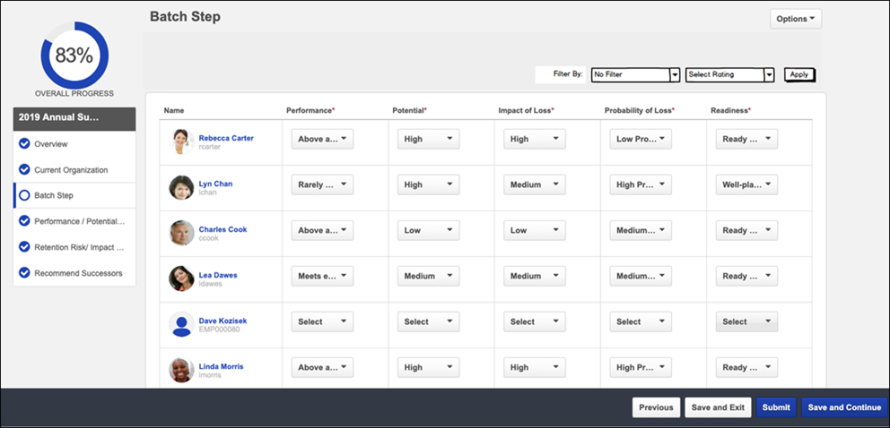 Batch Step
Options
83%
OVERALL PROGRESS
Filter By: No Filter Select Rating Apply
2019 Annual Su...
Overview
Current Organization
Batch Step
Performance / Potential...
Retention Risk/ Impact ...
Recommend Successors
Name Performance* Potential* Impact of Loss* Probability of Loss* Readiness*
Rebecca Carter Above a... High High Low Pro... Ready ...
rcarter
Lyn Chan Rarely ... High Medium High Pr... Well-pla...
lchan
Charles Cook Above a... Low Low Medium... Ready ...
ccook
Lea Dawes Meets e... Medium Medium Medium... Ready ...
ldawes
Dave Kozisek Select Select Select Select Select
EMP000080
Linda Morris Above a... High High High Pr... Ready ...
lmorris
Previous Save and Exit Submit Save and Continue